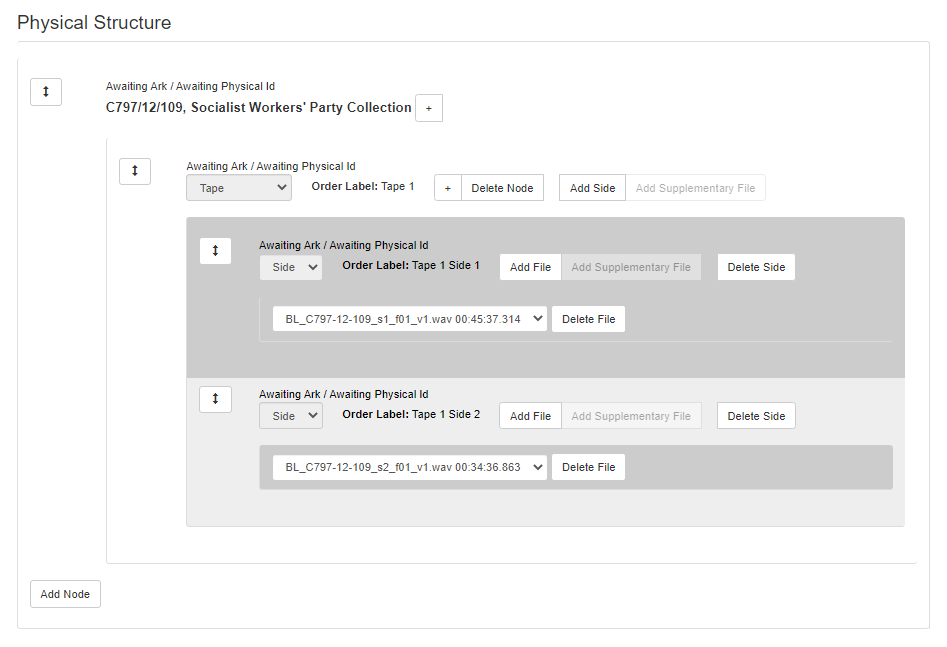 Physical Structure
Awaiting Ark / Awaiting Physical Id
C797/12/109, Socialist Workers' Party Collection +
Awaiting Ark / Awaiting Physical Id
Tape Order Label: Tape 1 + Delete Node Add Side Add Supplementary File
Awaiting Ark / Awaiting Physical Id
Side Order Label: Tape 1 Side 1 Add File Add Supplementary File Delete Side
BL_C797-12-109_s1_f01_v1.wav 00:45:37.314 Delete File
Awaiting Ark / Awaiting Physical Id
Side Order Label: Tape 1 Side 2 Add File Add Supplementary File Delete Side
BL_C797-12-109_s2_f01_v1.wav 00:34:36.863 Delete File
Add Node